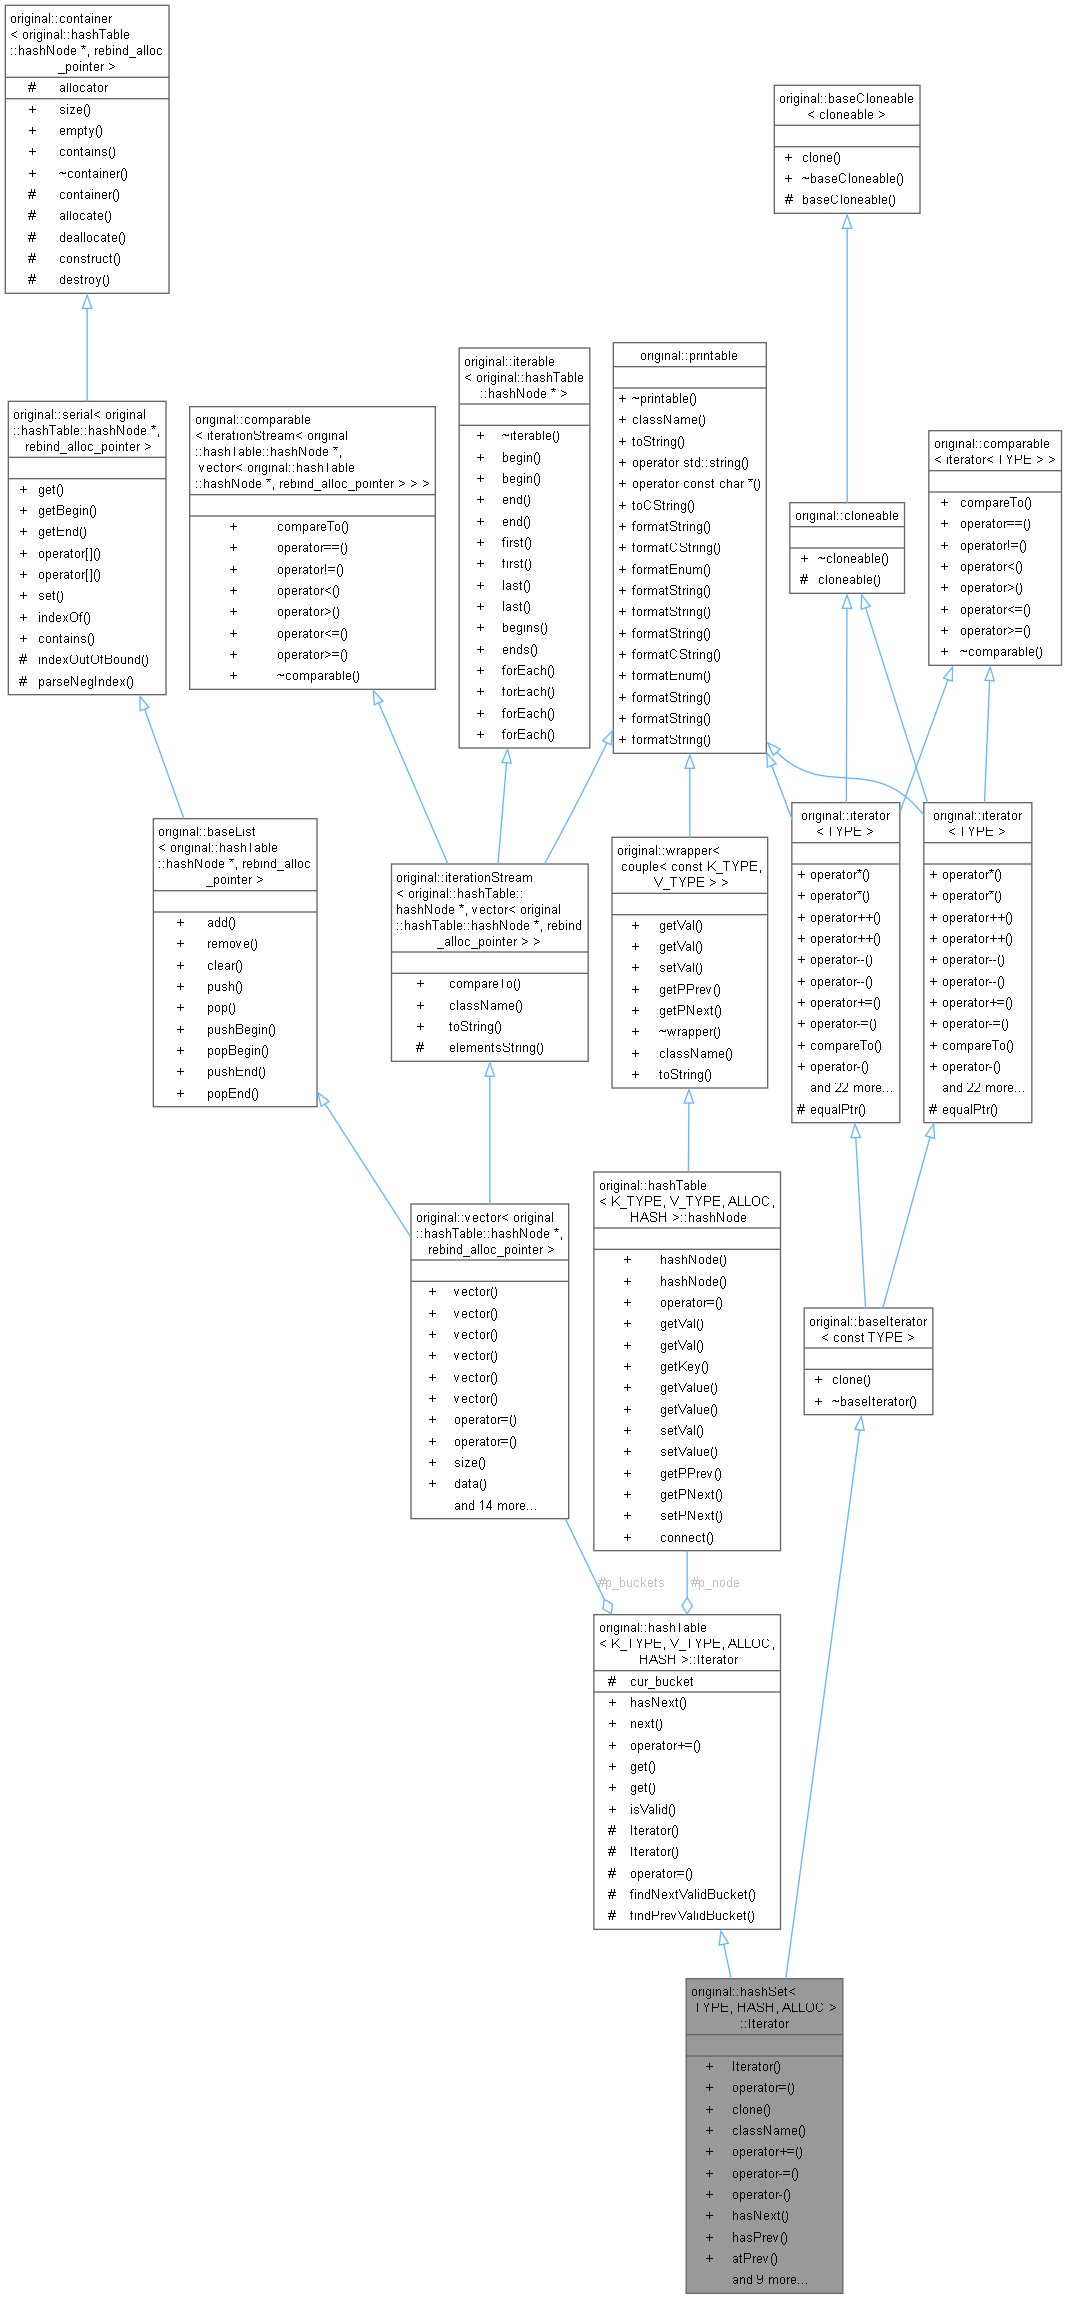 original::container
< original::hashTable
::hashNode *, rebind_alloc
_pointer >
# allocator
+ size()
+ empty()
+ contains()
+ ~container()
# container()
# allocate()
# deallocate()
# construct()
# destroy()
original::baseCloneable
< cloneable >
+ clone()
+ ~baseCloneable()
# baseCloneable()
original::serial< original
::hashTable::hashNode *,
rebind_alloc_pointer >
+ get()
+ getBegin()
+ getEnd()
+ operator[]()
+ operator[]()
+ set()
+ indexOf()
+ contains()
# indexOutOfBound()
# parseNegIndex()
original::comparable
< iterationStream< original
::hashTable::hashNode *,
vector< original::hashTable
::hashNode *, rebind_alloc_pointer > > >
+ compareTo()
+ operator==()
+ operator!=()
+ operator<()
+ operator>()
+ operator<=()
+ operator>=()
+ ~comparable()
original::iterable
< original::hashTable
::hashNode * >
+ ~iterable()
+ begin()
+ begin()
+ end()
+ end()
+ first()
+ first()
+ last()
+ last()
+ begins()
+ ends()
+ forEach()
+ forEach()
+ forEach()
+ forEach()
original::printable
+ ~printable()
+ className()
+ toString()
+ operator std::string()
+ operator const char *()
+ toCString()
+ formatString()
+ formatCString()
+ formatEnum()
+ formatString()
+ formatString()
+ formatString()
+ formatCString()
+ formatEnum()
+ formatString()
+ formatString()
+ formatString()
original::cloneable
+ ~cloneable()
# cloneable()
original::comparable
< iterator< TYPE > >
+ compareTo()
+ operator==()
+ operator!=()
+ operator<()
+ operator>()
+ operator<=()
+ operator>=()
+ ~comparable()
original::baseList
< original::hashTable
::hashNode *, rebind_alloc
_pointer >
+ add()
+ remove()
+ clear()
+ push()
+ pop()
+ pushBegin()
+ popBegin()
+ pushEnd()
+ popEnd()
original::iterationStream
< original::hashTable::
hashNode *, vector< original
::hashTable::hashNode *, rebind
_alloc_pointer > >
+ compareTo()
+ className()
+ toString()
# elementsString()
original::wrapper<
couple< const K_TYPE,
V_TYPE > >
+ getVal()
+ getVal()
+ setVal()
+ getPPrev()
+ getPNext()
+ ~wrapper()
+ className()
+ toString()
original::iterator
< TYPE >
+ operator*()
+ operator*()
+ operator++()
+ operator++()
+ operator--()
+ operator--()
+ operator+=()
+ operator-=()
+ compareTo()
+ operator-()
and 22 more...
# equalPtr()
original::iterator
< TYPE >
+ operator*()
+ operator*()
+ operator++()
+ operator++()
+ operator--()
+ operator--()
+ operator+=()
+ operator-=()
+ compareTo()
+ operator-()
and 22 more...
# equalPtr()
original::vector< original
::hashTable::hashNode *,
rebind_alloc_pointer >
+ vector()
+ vector()
+ vector()
+ vector()
+ vector()
+ vector()
+ operator=()
+ operator=()
+ size()
+ data()
and 14 more...
original::hashTable
< K_TYPE, V_TYPE, ALLOC,
HASH >::hashNode
+ hashNode()
+ hashNode()
+ operator=()
+ getVal()
+ getVal()
+ getKey()
+ getValue()
+ getValue()
+ setVal()
+ setValue()
+ getPPrev()
+ getPNext()
+ setPNext()
+ connect()
original::baseIterator
< const TYPE >
+ clone()
+ ~baseIterator()
#p_buckets
#p_node
original::hashTable
< K_TYPE, V_TYPE, ALLOC,
HASH >::Iterator
# cur_bucket
+ hasNext()
+ next()
+ operator+=()
+ get()
+ get()
+ isValid()
# Iterator()
# Iterator()
# operator=()
# findNextValidBucket()
# findPrevValidBucket()
original::hashSet<
TYPE, HASH, ALLOC >
::Iterator
+ Iterator()
+ operator=()
+ clone()
+ className()
+ operator+=()
+ operator-=()
+ operator-()
+ hasNext()
+ hasPrev()
+ atPrev()
and 9 more...